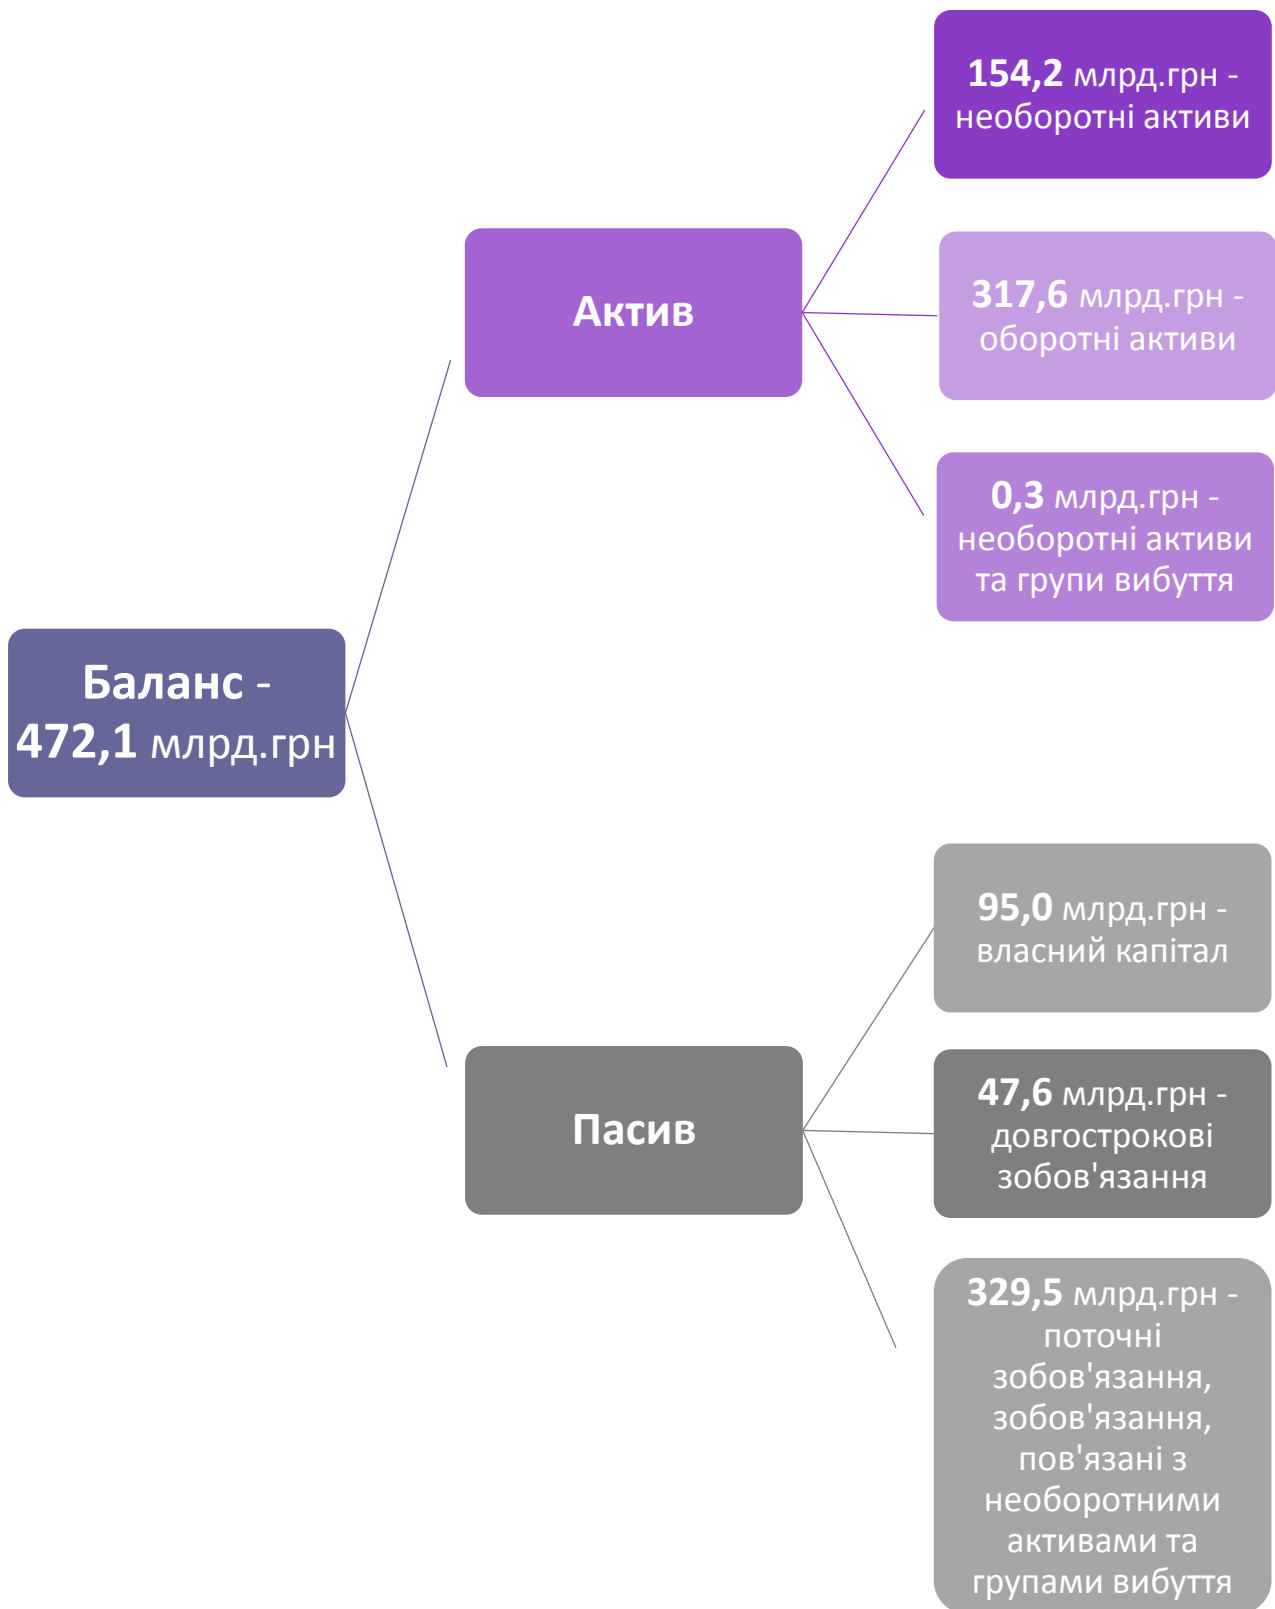 Баланс -
472,1 млрд.грн
Актив
154,2 млрд.грн -
необоротні активи
317,6 млрд.грн -
оборотні активи
0,3 млрд.грн -
необоротні активи
та групи вибуття
Пасив
95,0 млрд.грн -
власний капітал
47,6 млрд.грн -
довгострокові
зобов'язання
329,5 млрд.грн -
поточні
зобов'язання,
зобов'язання,
пов'язані з
необоротними
активами та
групами вибуття